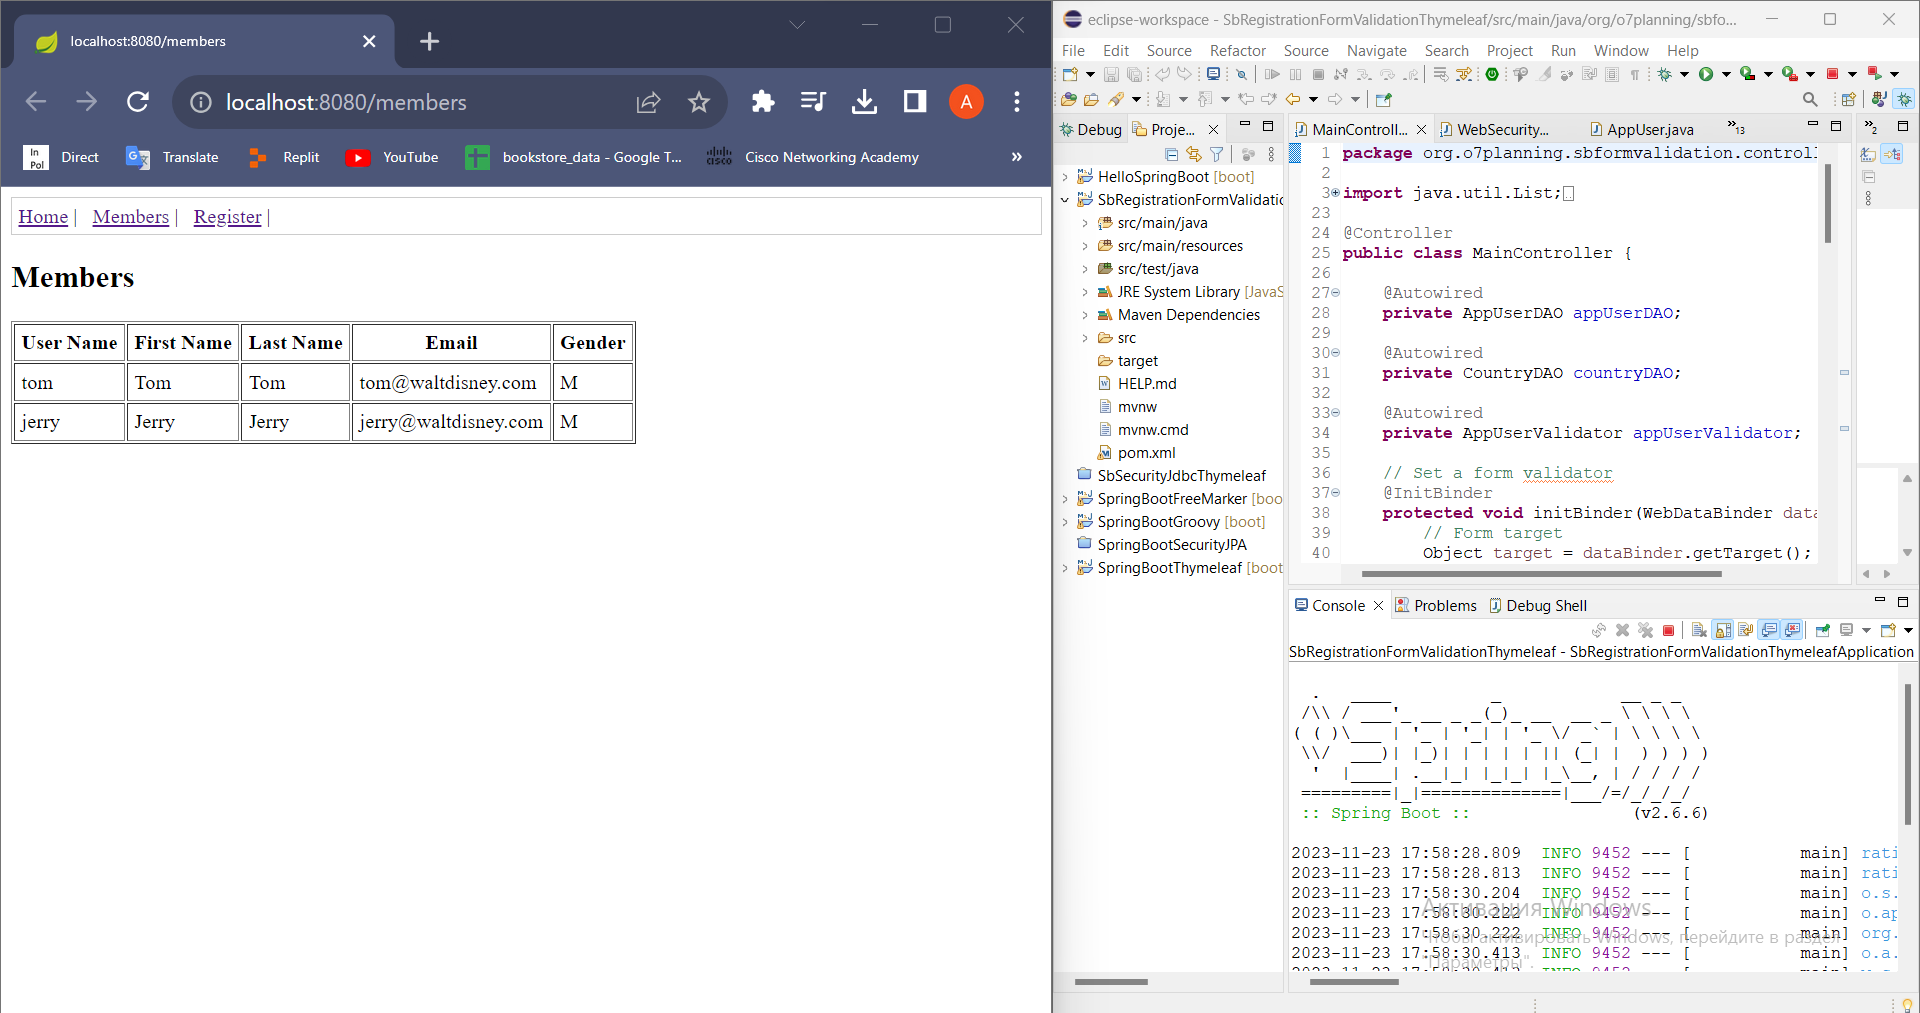 localhost:8080/members
localhost:8080/members
A
In Pol
Direct
Translate
Replit
YouTube
bookstore_data - Google T...
cisco
Cisco Networking Academy
»
Home | Members | Register |
Members
User Name First Name Last Name Email Gender
tom Tom Tom tom@waltdisney.com M
jerry Jerry Jerry jerry@waltdisney.com M
eclipse-workspace - SbRegistrationFormValidationThymeleaf/src/main/java/org/o7planning/sbfo...
File Edit Source Refactor Source Navigate Search Project Run Window Help
Debug Proje...
HelloSpringBoot [boot]
SbRegistrationFormValidatio
src/main/java
src/main/resources
src/test/java
JRE System Library [JavaS
Maven Dependencies
src
target
HELP.md
mvnw
mvnw.cmd
pom.xml
SbSecurityJdbcThymeleaf
SpringBootFreeMarker [boo
SpringBootGroovy [boot]
SpringBootSecurityJPA
SpringBootThymeleaf [boot
MainControll... WebSecurity... AppUser.java »13
»2
1 package org.o7planning.sbformvalidation.control
2
3 import java.util.List;
23
24 @Controller
25 public class MainController {
26
27 @Autowired
28 private AppUserDAO appUserDAO;
29
30 @Autowired
31 private CountryDAO countryDAO;
32
33 @Autowired
34 private AppUserValidator appUserValidator;
35
36 // Set a form validator
37 @InitBinder
38 protected void initBinder(WebDataBinder data
39 // Form target
40 Object target = dataBinder.getTarget();
Console Problems Debug Shell
SbRegistrationFormValidationThymeleaf - SbRegistrationFormValidationThymeleafApplication
  .   ____          _            __ _ _
 /\\ / ___'_ __ _ _(_)_ __  __ _ \ \ \ \
( ( )\___ | '_ | '_| | '_ \/ _` | \ \ \ \
 \\/  ___)| |_)| | | | | || (_| |  ) ) ) )
  '  |____| .__|_| |_|_| |_\__, | / / / /
 =========|_|==============|___/=/_/_/_/
:: Spring Boot :: (v2.6.6)
2023-11-23 17:58:28.809 INFO 9452 --- [ main] rati
2023-11-23 17:58:28.813 INFO 9452 --- [ main] rati
2023-11-23 17:58:30.204 INFO 9452 --- [ main] o.s.
2023-11-23 17:58:30.222 INFO 9452 --- [ main] o.ap
2023-11-23 17:58:30.222 INFO 9452 --- [ main] org.
2023-11-23 17:58:30.413 INFO 9452 --- [ main] o.a.
Активация Windows
Чтобы активировать Windows, перейдите в раздел
"Параметры".